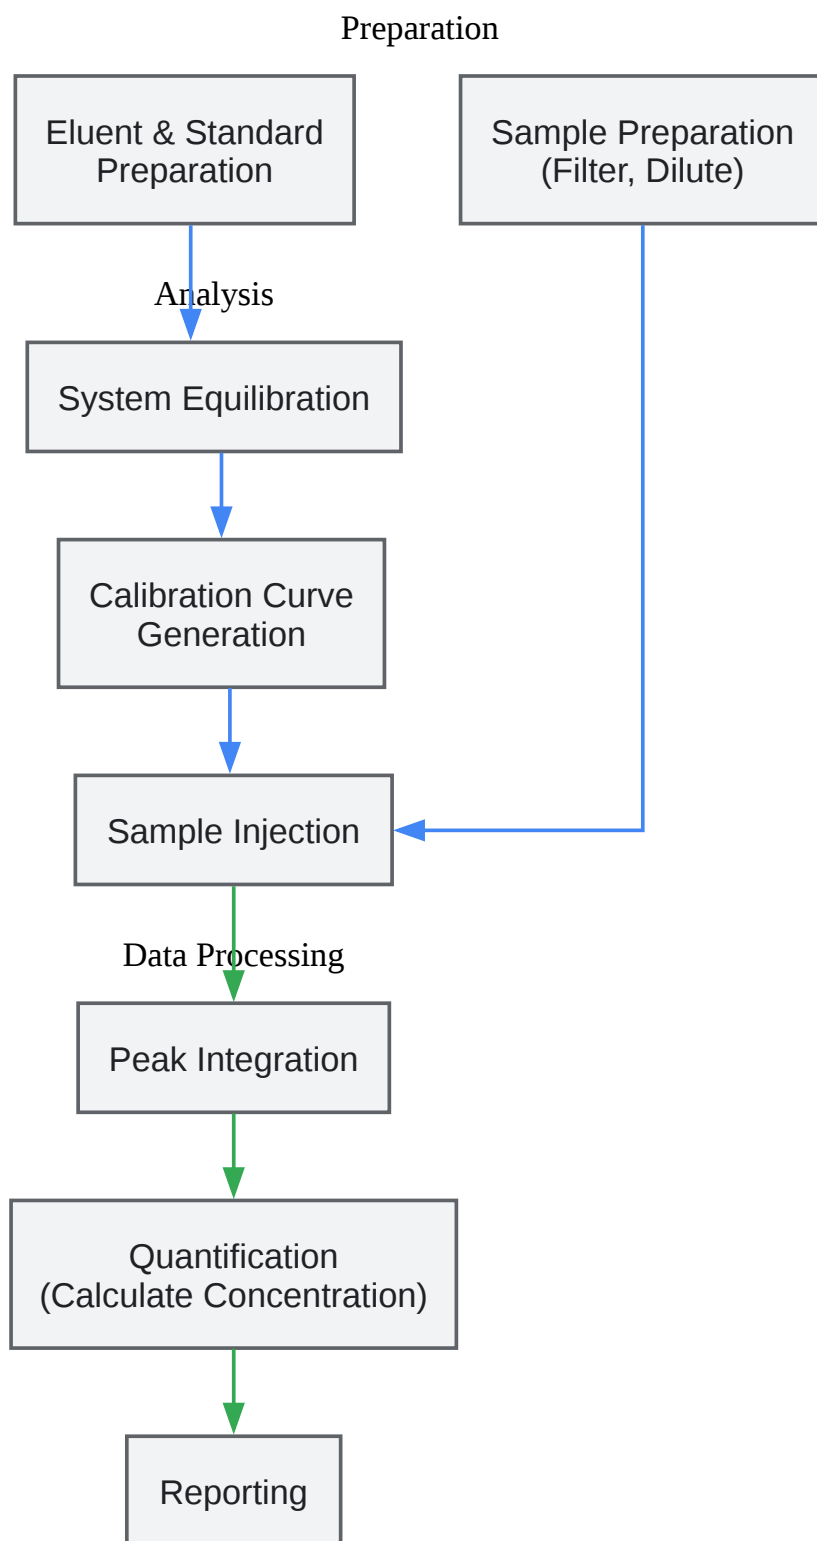 Preparation
Eluent & Standard
Preparation
Sample Preparation
(Filter, Dilute)
Analysis
System Equilibration
Calibration Curve
Generation
Sample Injection
Data Processing
Peak Integration
Quantification
(Calculate Concentration)
Reporting